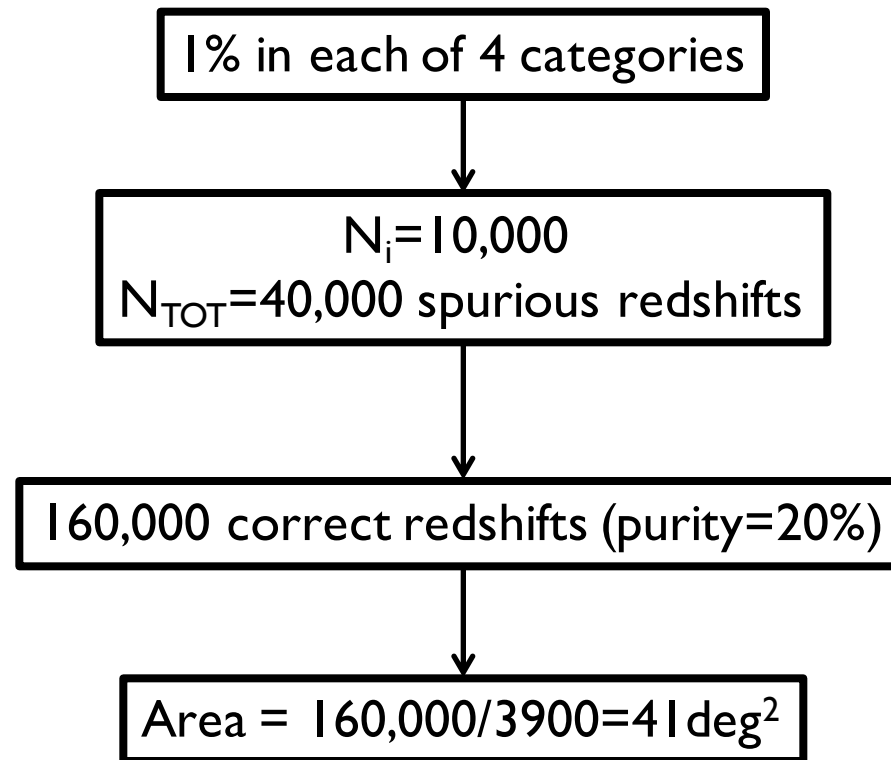 1% in each of 4 categories
Nᵢ=10,000
N_TOT=40,000 spurious redshifts
160,000 correct redshifts (purity=20%)
Area = 160,000/3900=41deg²